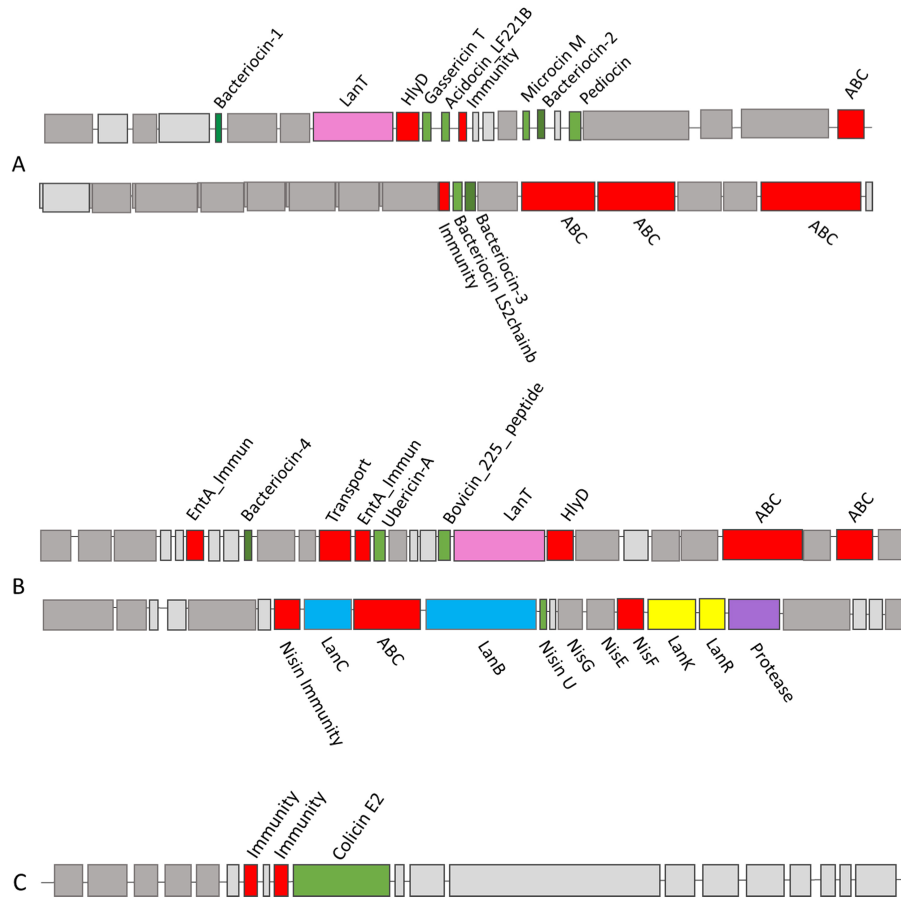 Bacteriocin-1
LanT
HlyD
Gassericin T
Acidocin_LF221B
Immunity
Microcin M
Bacteriocin-2
Pediocin
ABC
A
Immunity
Bacteriocin LS2chainb
Bacteriocin-3
ABC
ABC
ABC
EntA_Immun
Bacteriocin-4
Transport
EntA_Immun
Ubericin-A
Bovicin_225_ peptide
LanT
HlyD
ABC
ABC
B
Nisin Immunity
LanC
ABC
LanB
Nisin U
NisG
NisE
NisF
LanK
LanR
Protease
Immunity
Immunity
Colicin E2
C